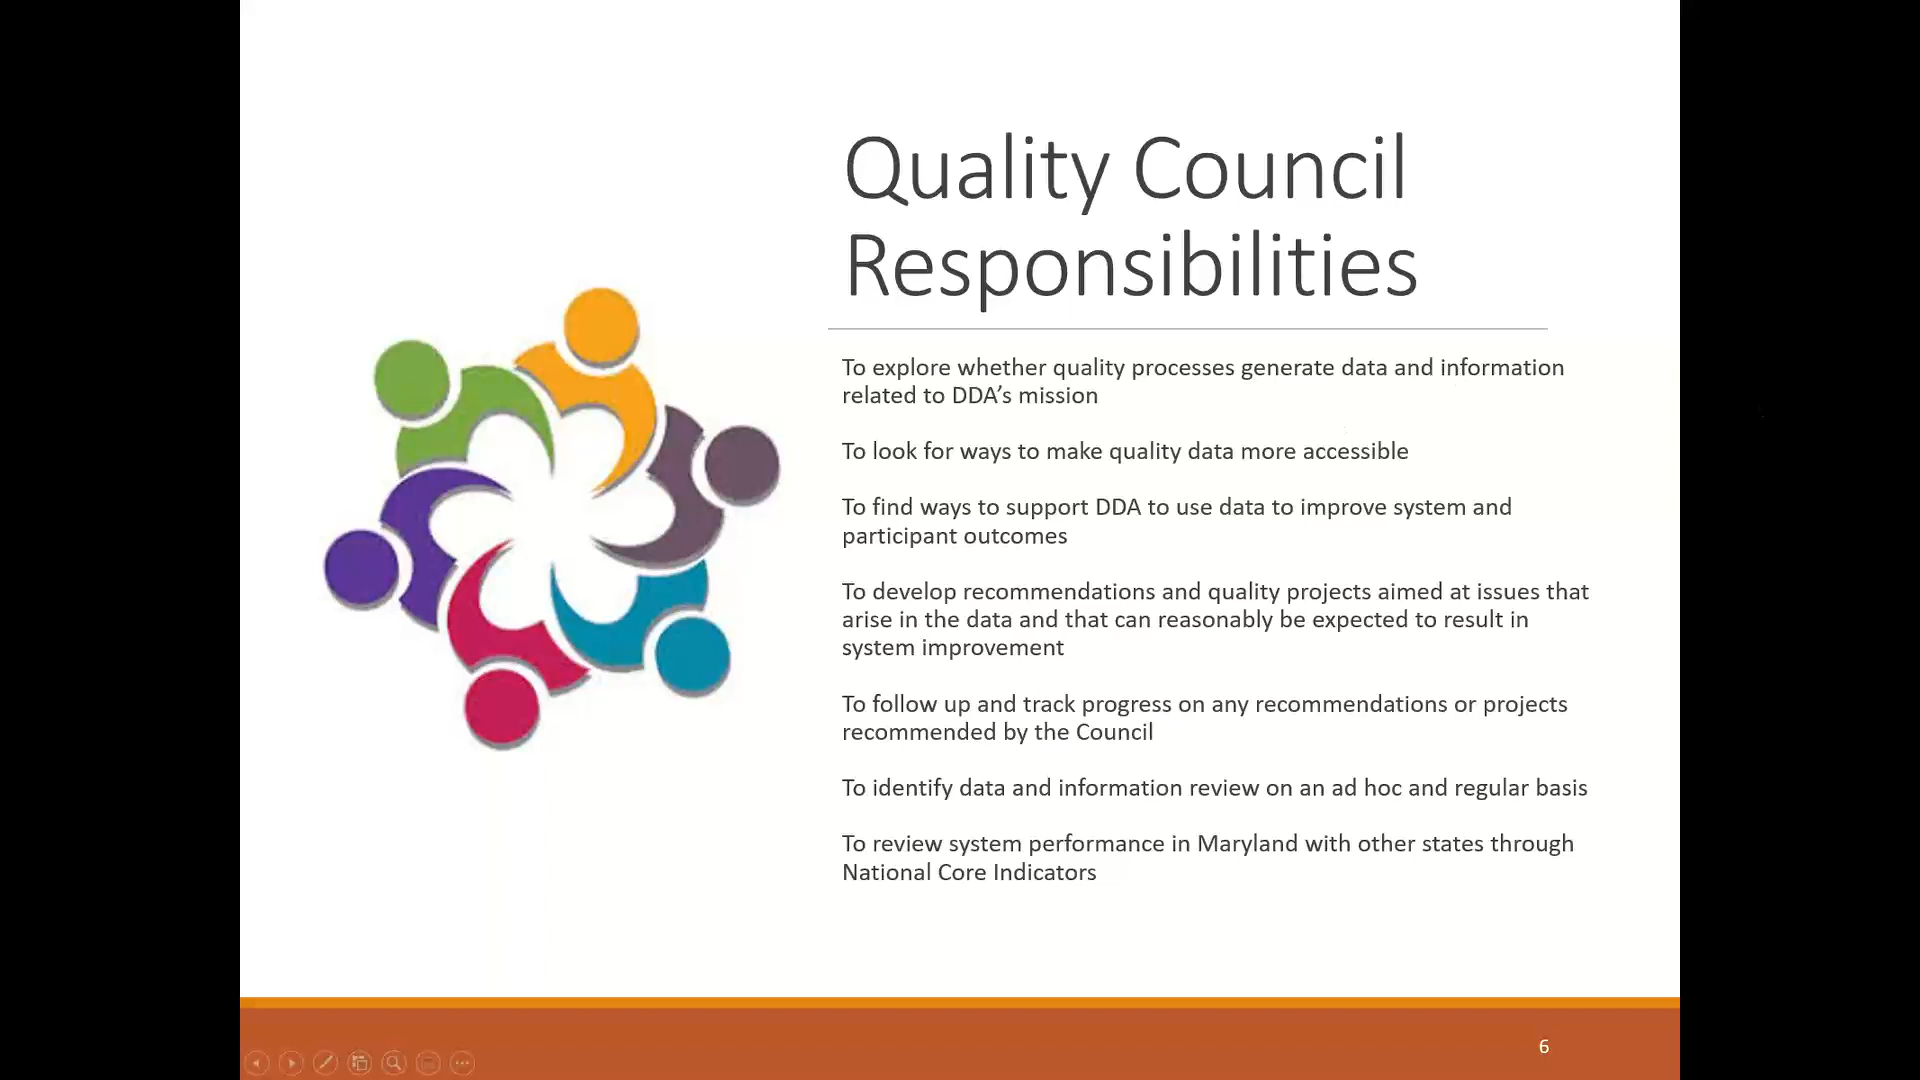 Quality Council
Responsibilities
To explore whether quality processes generate data and information
related to DDA’s mission
To look for ways to make quality data more accessible
To find ways to support DDA to use data to improve system and
participant outcomes
To develop recommendations and quality projects aimed at issues that
arise in the data and that can reasonably be expected to result in
system improvement
To follow up and track progress on any recommendations or projects
recommended by the Council
To identify data and information review on an ad hoc and regular basis
To review system performance in Maryland with other states through
National Core Indicators
6